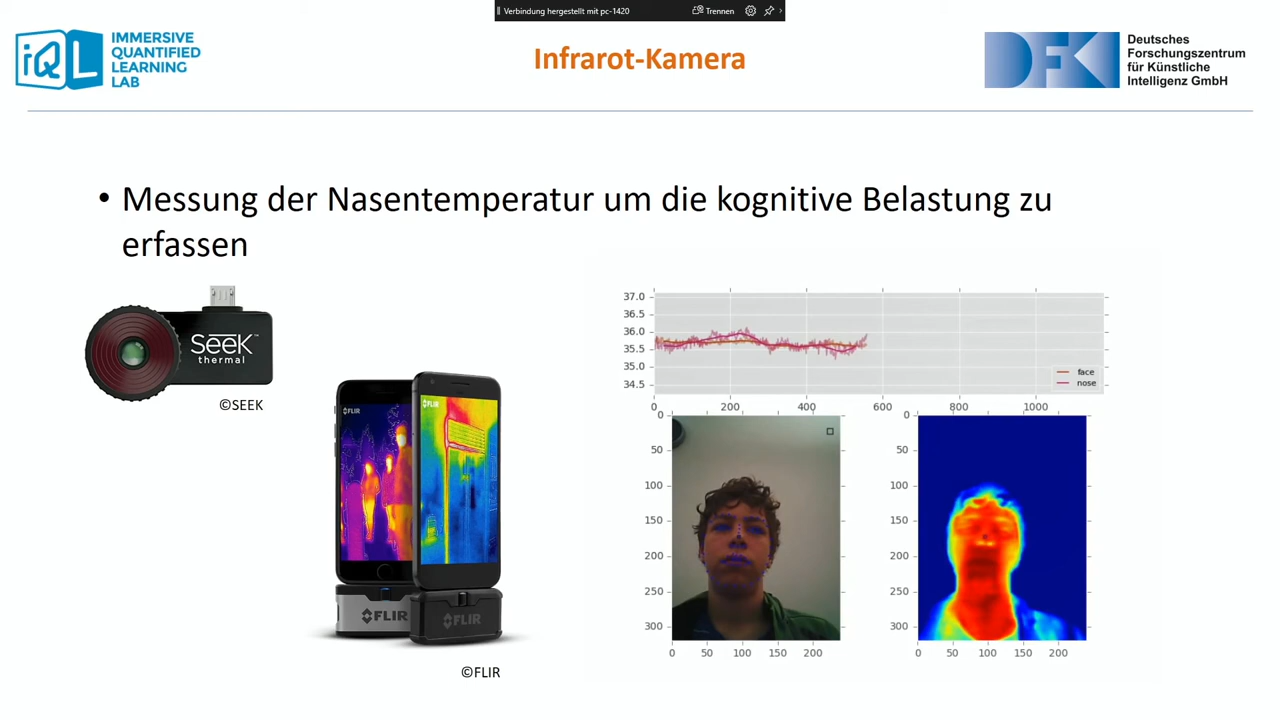 Verbindung hergestellt mit pc-1420
Trennen
iQL
IMMERSIVE
QUANTIFIED
LEARNING
LAB
Infrarot-Kamera
DFKI
Deutsches
Forschungszentrum
für Künstliche
Intelligenz GmbH
• Messung der Nasentemperatur um die kognitive Belastung zu
erfassen
Seek™
thermal
©SEEK
FLIR
FLIR
FLIR
FLIR
©FLIR
37.0
36.5
36.0
35.5
35.0
34.5
face
nose
0 200 400 600 800 1000
0
50
100
150
200
250
300
0 50 100 150 200
0
50
100
150
200
250
300
0 50 100 150 200